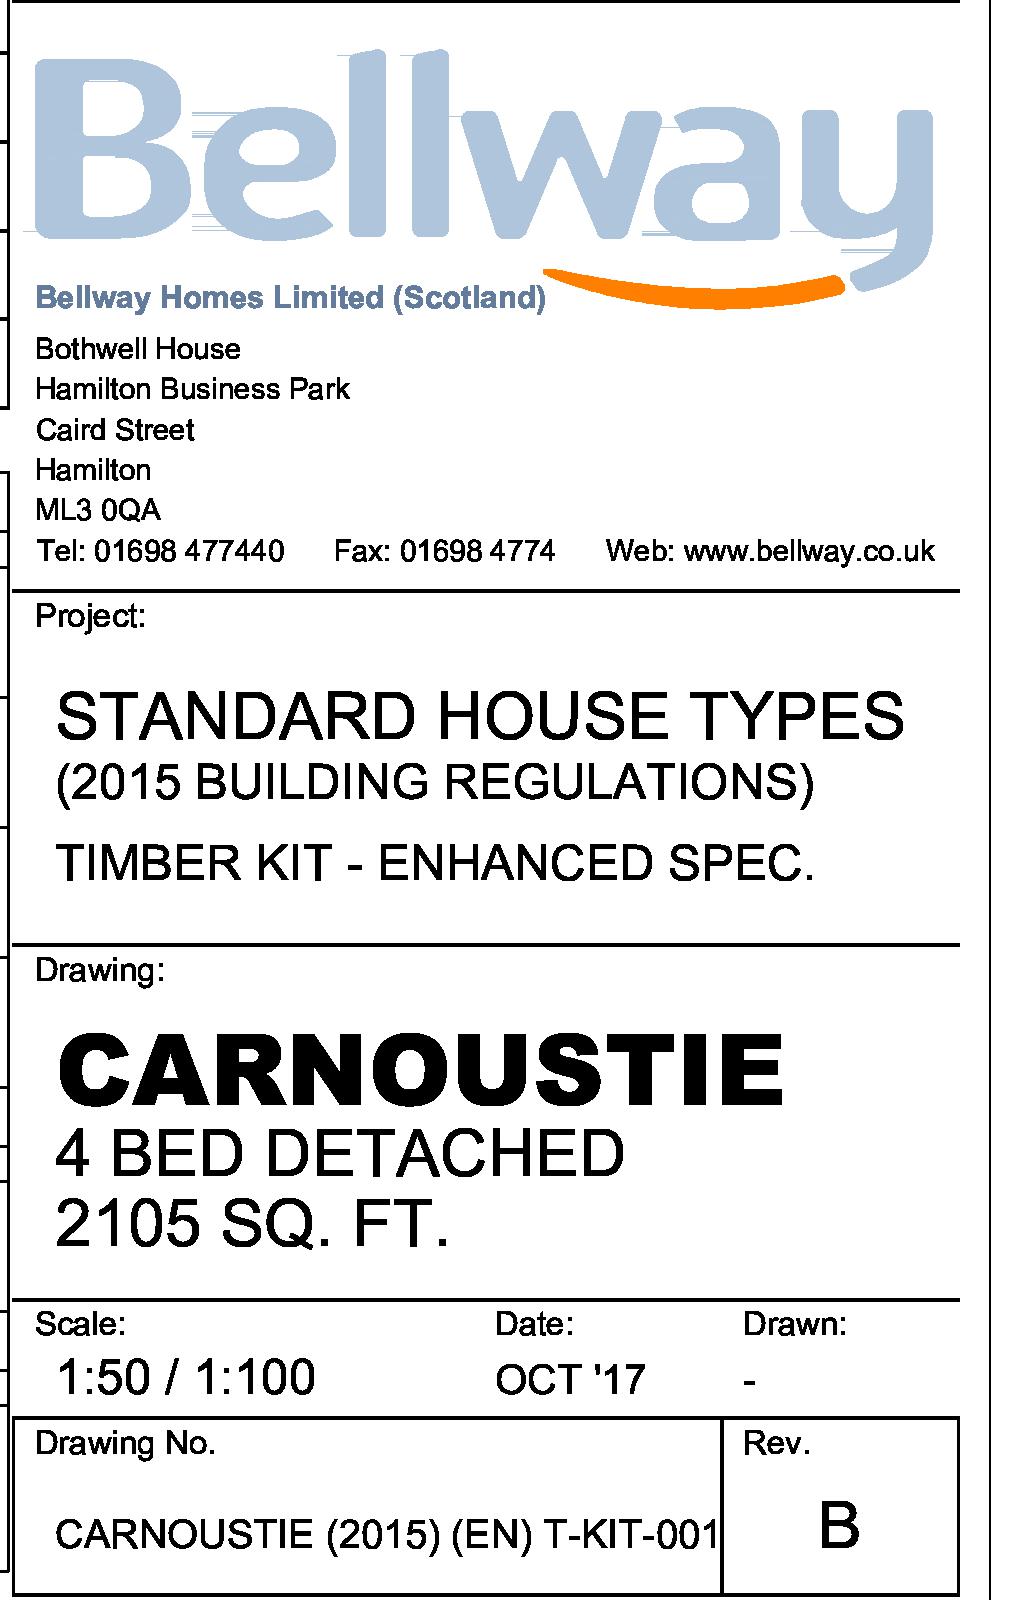 Bellway
Bellway Homes Limited (Scotland)
Bothwell House
Hamilton Business Park
Caird Street
Hamilton
ML3 0QA
Tel: 01698 477440 Fax: 01698 4774 Web: www.bellway.co.uk
Project:
STANDARD HOUSE TYPES
(2015 BUILDING REGULATIONS)
TIMBER KIT - ENHANCED SPEC.
Drawing:
CARNOUSTIE
4 BED DETACHED
2105 SQ. FT.
Scale: Date: Drawn:
1:50 / 1:100 OCT '17 -
Drawing No. Rev.
CARNOUSTIE (2015) (EN) T-KIT-001 B